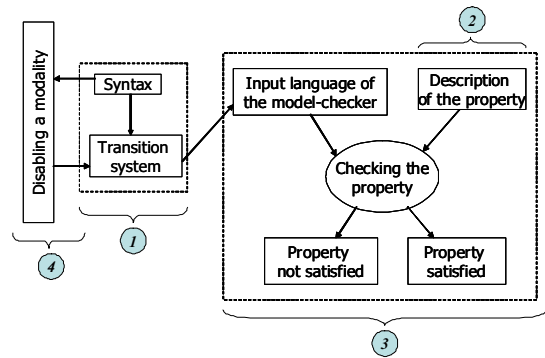 2
Disabling a modality
Syntax
Transition
system
Input language of
the model-checker
Description
of the property
Checking the
property
Property
not satisfied
Property
satisfied
1
4
3